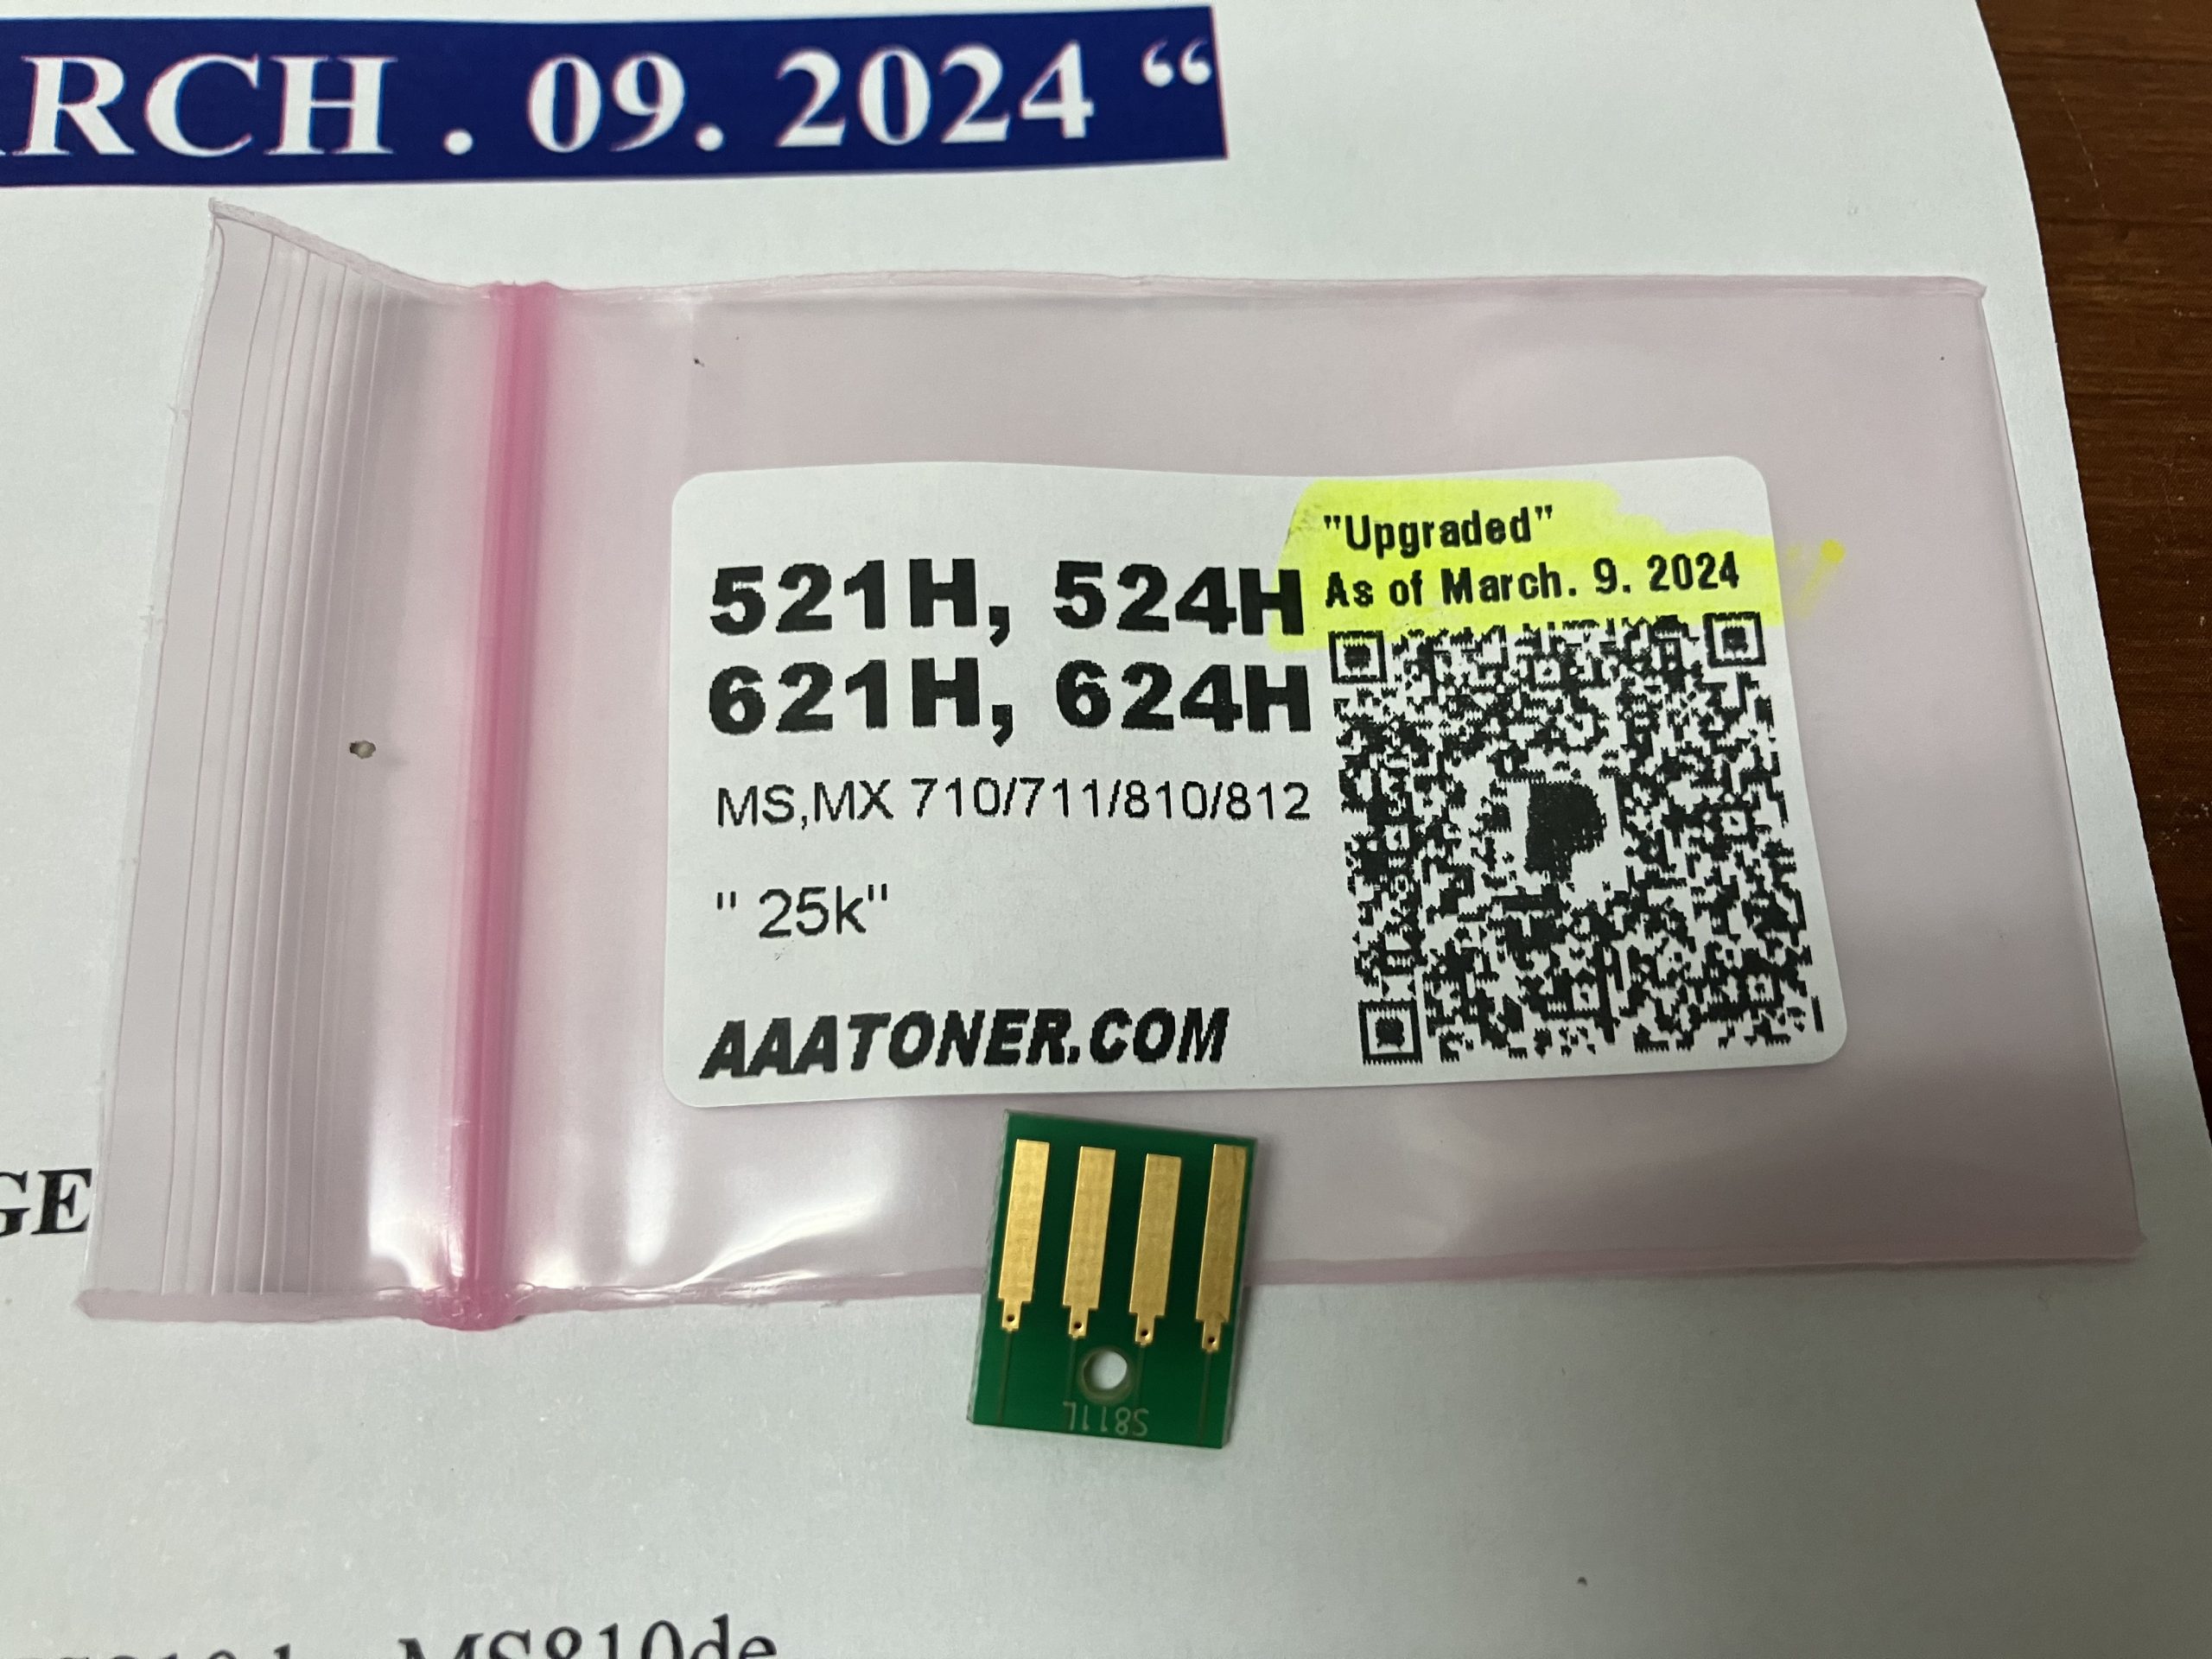 RCH . 09. 2024 “
"Upgraded"
As of March. 9. 2024
521H, 524H
621H, 624H
MS,MX 710/711/810/812
" 25k"
AAATONER.COM
GE
S811L
MS810de